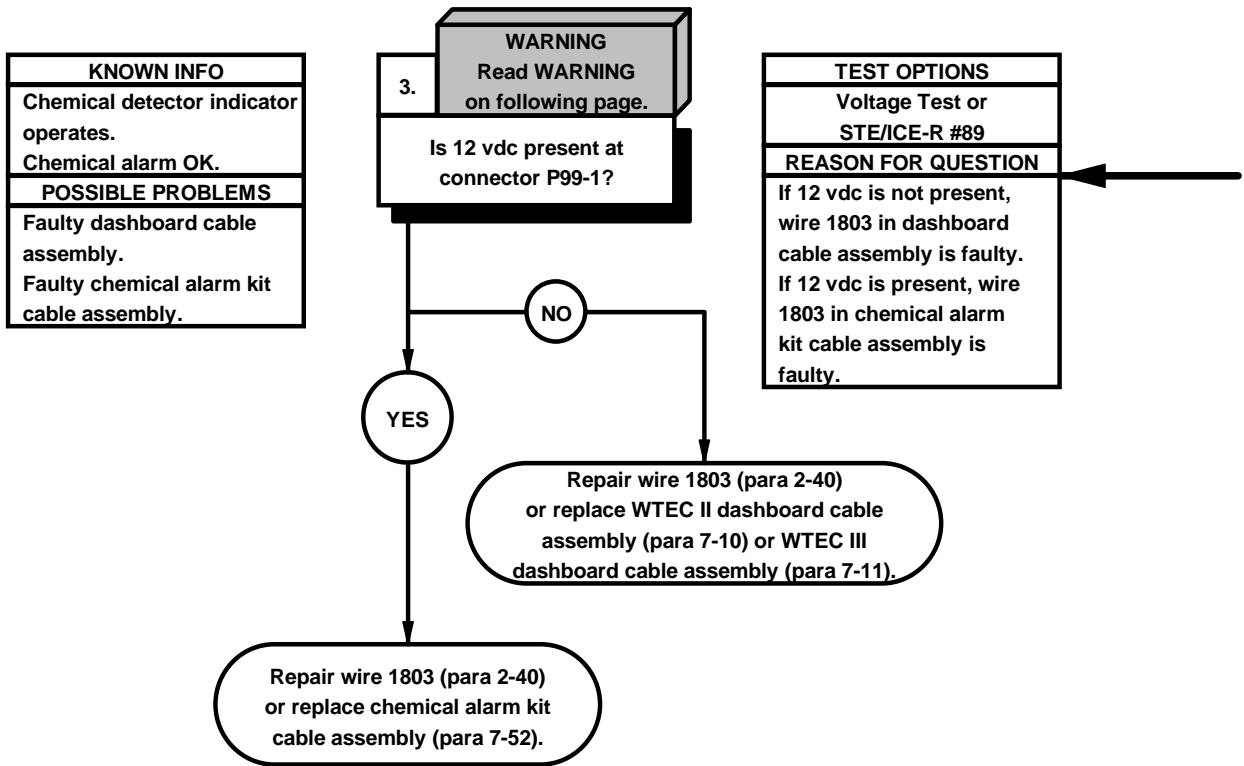 KNOWN INFO
Chemical detector indicator
operates.
Chemical alarm OK.
POSSIBLE PROBLEMS
Faulty dashboard cable
assembly.
Faulty chemical alarm kit
cable assembly.
WARNING
Read WARNING
on following page.
3.
Is 12 vdc present at
connector P99-1?
TEST OPTIONS
Voltage Test or
STE/ICE-R #89
REASON FOR QUESTION
If 12 vdc is not present,
wire 1803 in dashboard
cable assembly is faulty.
If 12 vdc is present, wire
1803 in chemical alarm
kit cable assembly is
faulty.
NO
YES
Repair wire 1803 (para 2-40)
or replace WTEC II dashboard cable
assembly (para 7-10) or WTEC III
dashboard cable assembly (para 7-11).
Repair wire 1803 (para 2-40)
or replace chemical alarm kit
cable assembly (para 7-52).